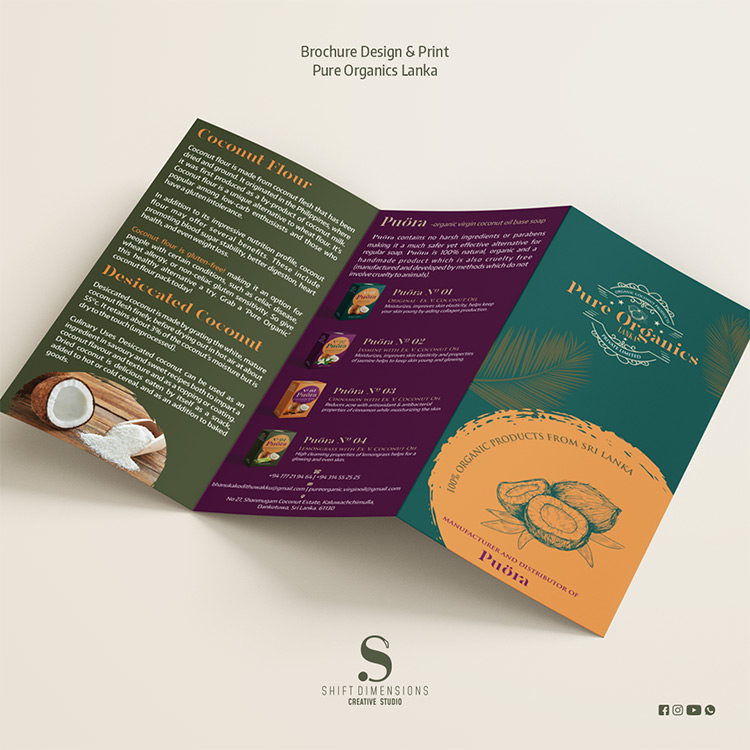 Brochure Design & Print
Pure Organics Lanka
Coconut Flour
Coconut flour is made from coconut flesh that has been
dried and ground. It originated in the Philippines, where
it was first produced as a by-product of coconut milk.
Coconut flour is a unique alternative to wheat flour. It's
popular among low-carb enthusiasts and those who
have a gluten intolerance.
In addition to its impressive nutrition profile, coconut
flour may offer several benefits. These include
promoting blood sugar stability, better digestion, heart
health, and even weight loss.
Coconut flour is gluten-free! making it an option for
people with certain conditions, such as celiac disease,
wheat allergy, or non-celiac gluten sensitivity. So give
this healthy alternative a try. Grab a 'Pure Organic'
coconut flour pack today!
Desiccated Coconut
Desiccated coconut is made by grating the white, mature
coconut flesh finely, before drying it down in hot air at about
55°c. It retains about 3% of the coconut's moisture but is
dry to the touch (unprocessed)
Culinary Uses Desiccated coconut can be used as an
ingredient in savoury and sweet recipes both to impart a
coconut flavour and texture and as a topping or coating.
Dried coconut is delicious eaten by itself, as a snack,
added to hot or cold cereal, and as an addition to baked
goods.
Puöra -organic virgin coconut oil base soap
Puöra contains no harsh ingredients or parabens
making it a much safer yet effective alternative for
regular soap. Puöra is 100% natural, organic and a
handmade product which is also cruelty free
(manufactured and developed by methods which do not
involve cruelty to animals).
Puöra Nº 01
Original- Ex. V. Coconut Oil
Moisturizes, improves skin elasticity, helps keep
your skin young by aiding collagen production.
Puöra Nº 02
Jasmine with Ex. V. Coconut Oil
Moisturizes, improves skin elasticity and properties
of jasmine helps to keep skin young and glowing
Puöra Nº 03
Cinnamon with Ex. V. Coconut Oil
Reduces acne with antioxidant & antibacterial
properties of cinnamon while moisturizing the skin
Puöra Nº 04
Lemongrass with Ex. V. Coconut Oil
High cleansing properties of lemongrass helps for a
glowing and even skin.
+94 777 21 94 64 | +94 314 55 25 25
bhanukakodithuwakku@gmail.com | pureorganic.virginoil@gmail.com
No 27, Shanmugam Coconut Estate, Kaluwachchimulla,
Dankotuwa, Sri Lanka. 61130
Pure Organics
LANKA
PRIVATE LIMITED
100% ORGANIC PRODUCTS FROM SRI LANKA
MANUFACTURER AND DISTRIBUTOR OF
Puöra
S
SHIFT DIMENSIONS
CREATIVE STUDIO